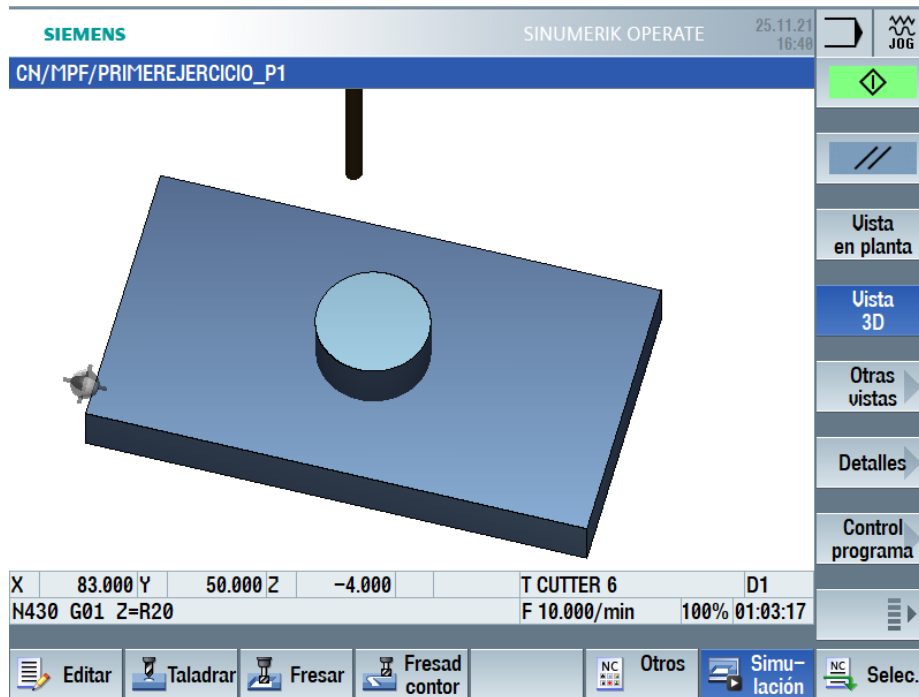 SIEMENS
SINUMERIK OPERATE
25.11.21
16:40
JOG
CN/MPF/PRIMEREJERCICIO_P1
Vista
en planta
Vista
3D
Otras
vistas
Detalles
Control
programa
X 83.000 Y 50.000 Z -4.000 T CUTTER 6 D1
N430 G01 Z=R20 F 10.000/min 100% 01:03:17
Editar
Taladrar
Fresar
Fresad
contor
NC
Otros
Simu-
lación
NC
Selec.